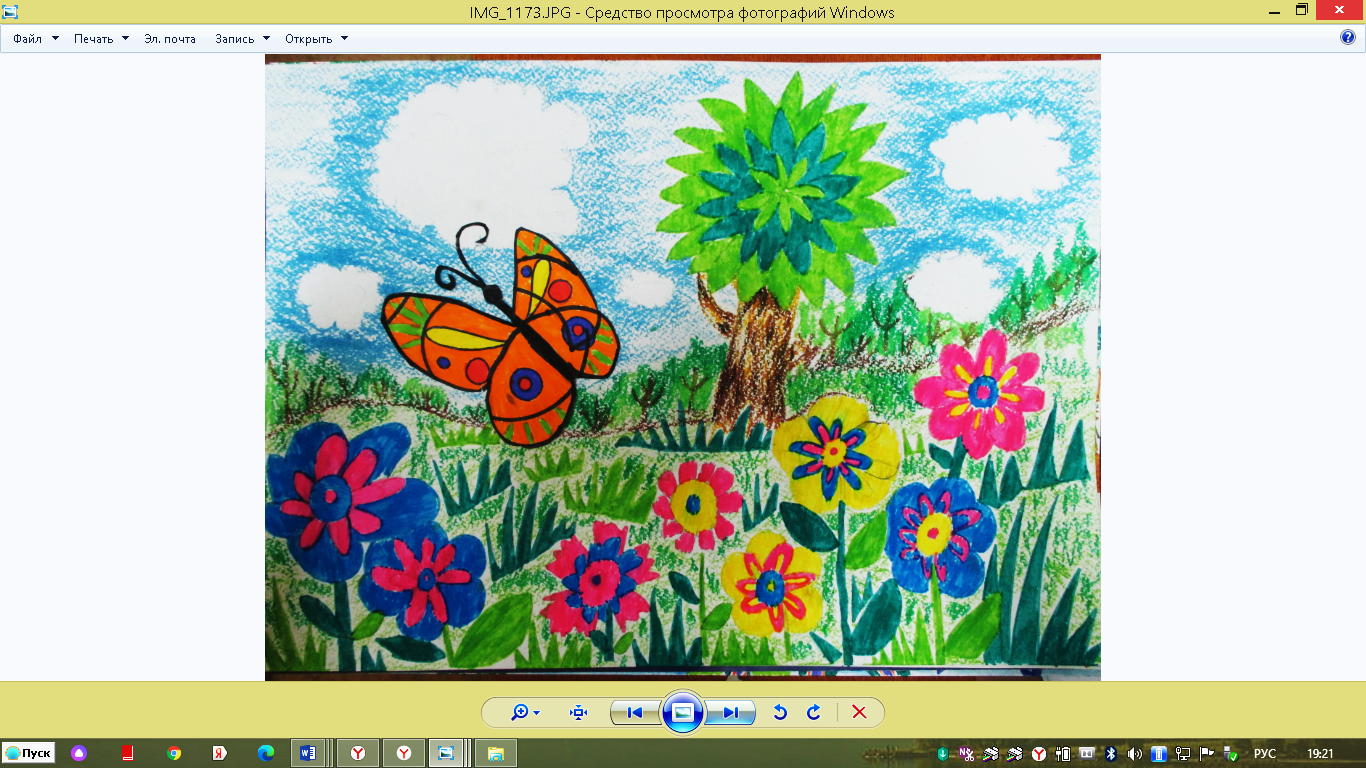 IMG_1173.JPG - Средство просмотра фотографий Windows
Файл Печать Эл. почта Запись Открыть
Пуск
РУС 19:21